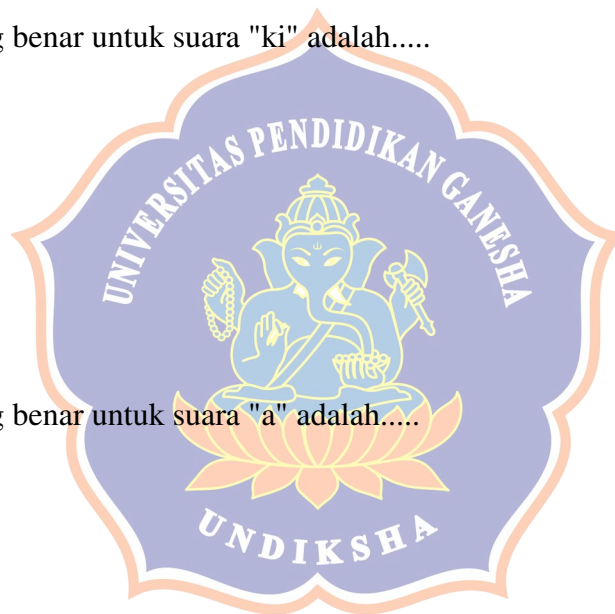 g benar untuk suara "ki" adalah.....
UNIVERSITAS PENDIDIKAN GANESHA
g benar untuk suara "a" adalah.....
UNDIKSHA